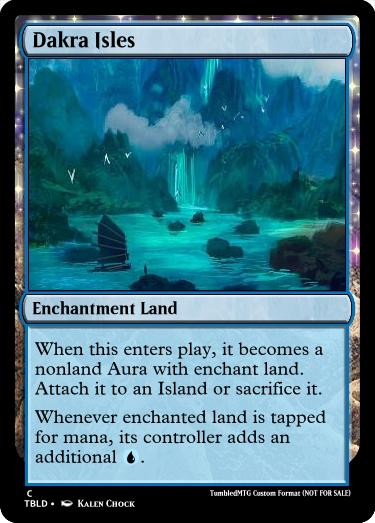 Dakra Isles
Enchantment Land
When this enters play, it becomes a
nonland Aura with enchant land.
Attach it to an Island or sacrifice it.
Whenever enchanted land is tapped
for mana, its controller adds an
additional 💧.
C
TBLD • Kalen Chock
TumbledMTG Custom Format (NOT FOR SALE)